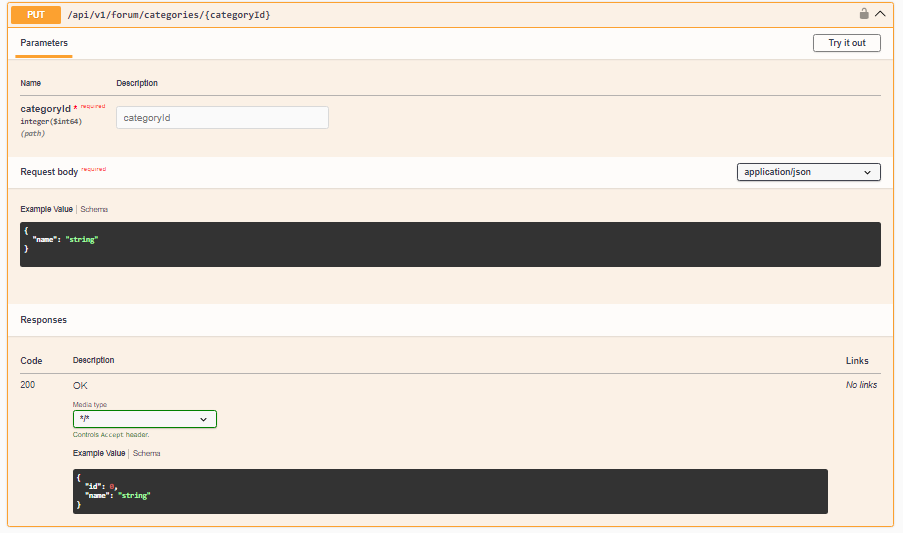 PUT /api/v1/forum/categories/{categoryId}
Parameters Try it out
Name Description
categoryId * required
integer($int64)
(path)
categoryId
Request body required application/json
Example Value | Schema
{
"name": "string"
}
Responses
Code Description Links
200 OK No links
Media type
*/*
Controls Accept header.
Example Value | Schema
{
"id": 0,
"name": "string"
}